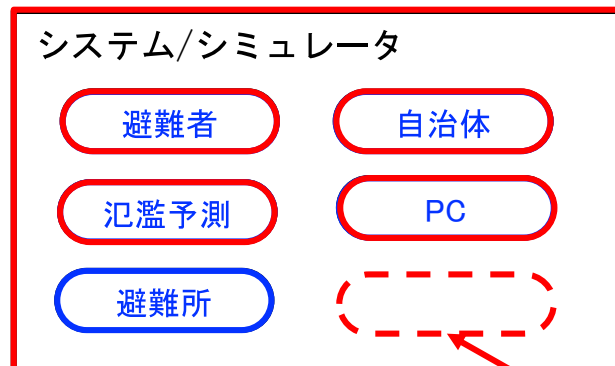 システム/シミュレータ
避難者
自治体
氾濫予測
PC
避難所